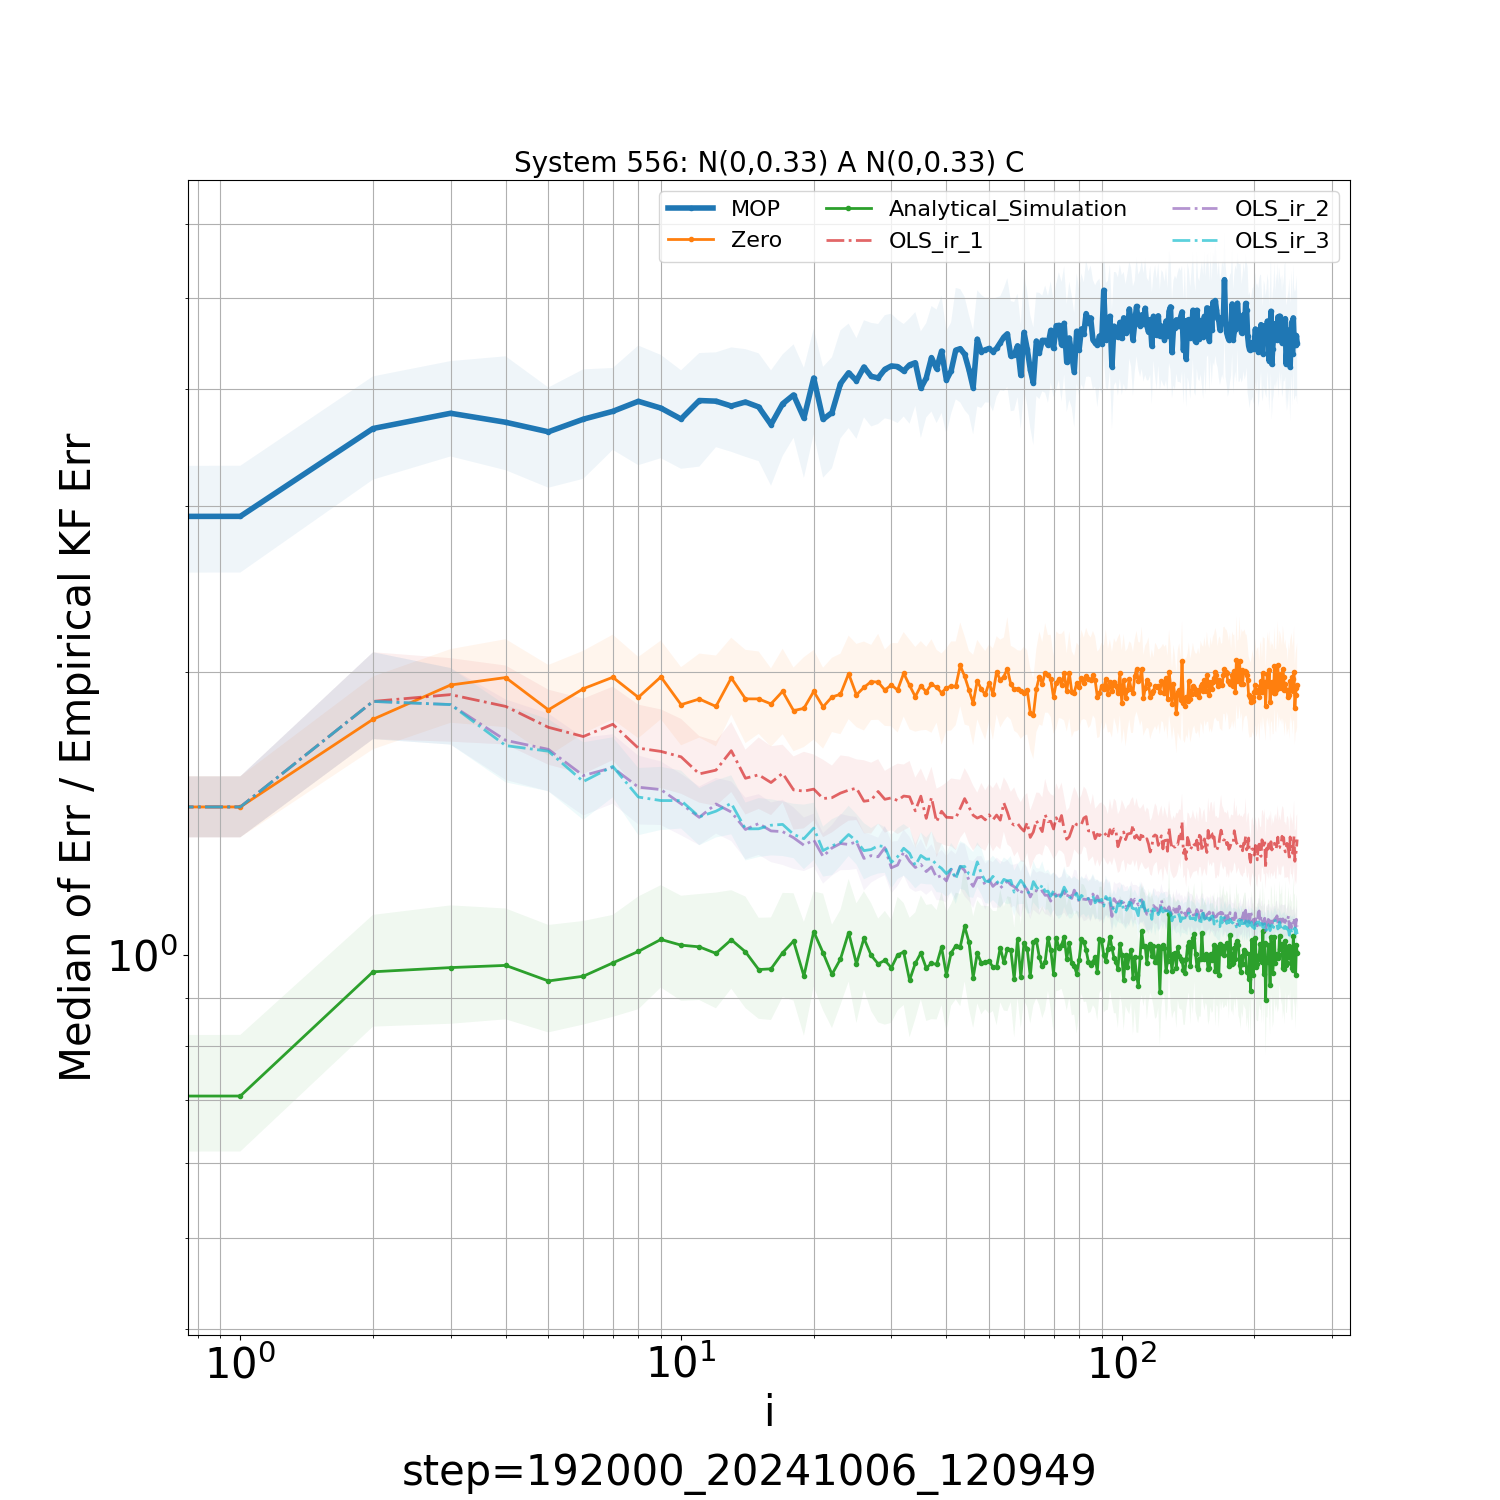 System 556: N(0,0.33) A N(0,0.33) C
MOP
Zero
Analytical_Simulation
OLS_ir_1
OLS_ir_2
OLS_ir_3
Median of Err / Empirical KF Err
10⁰
10⁰ 10¹ 10²
i
step=192000_20241006_120949